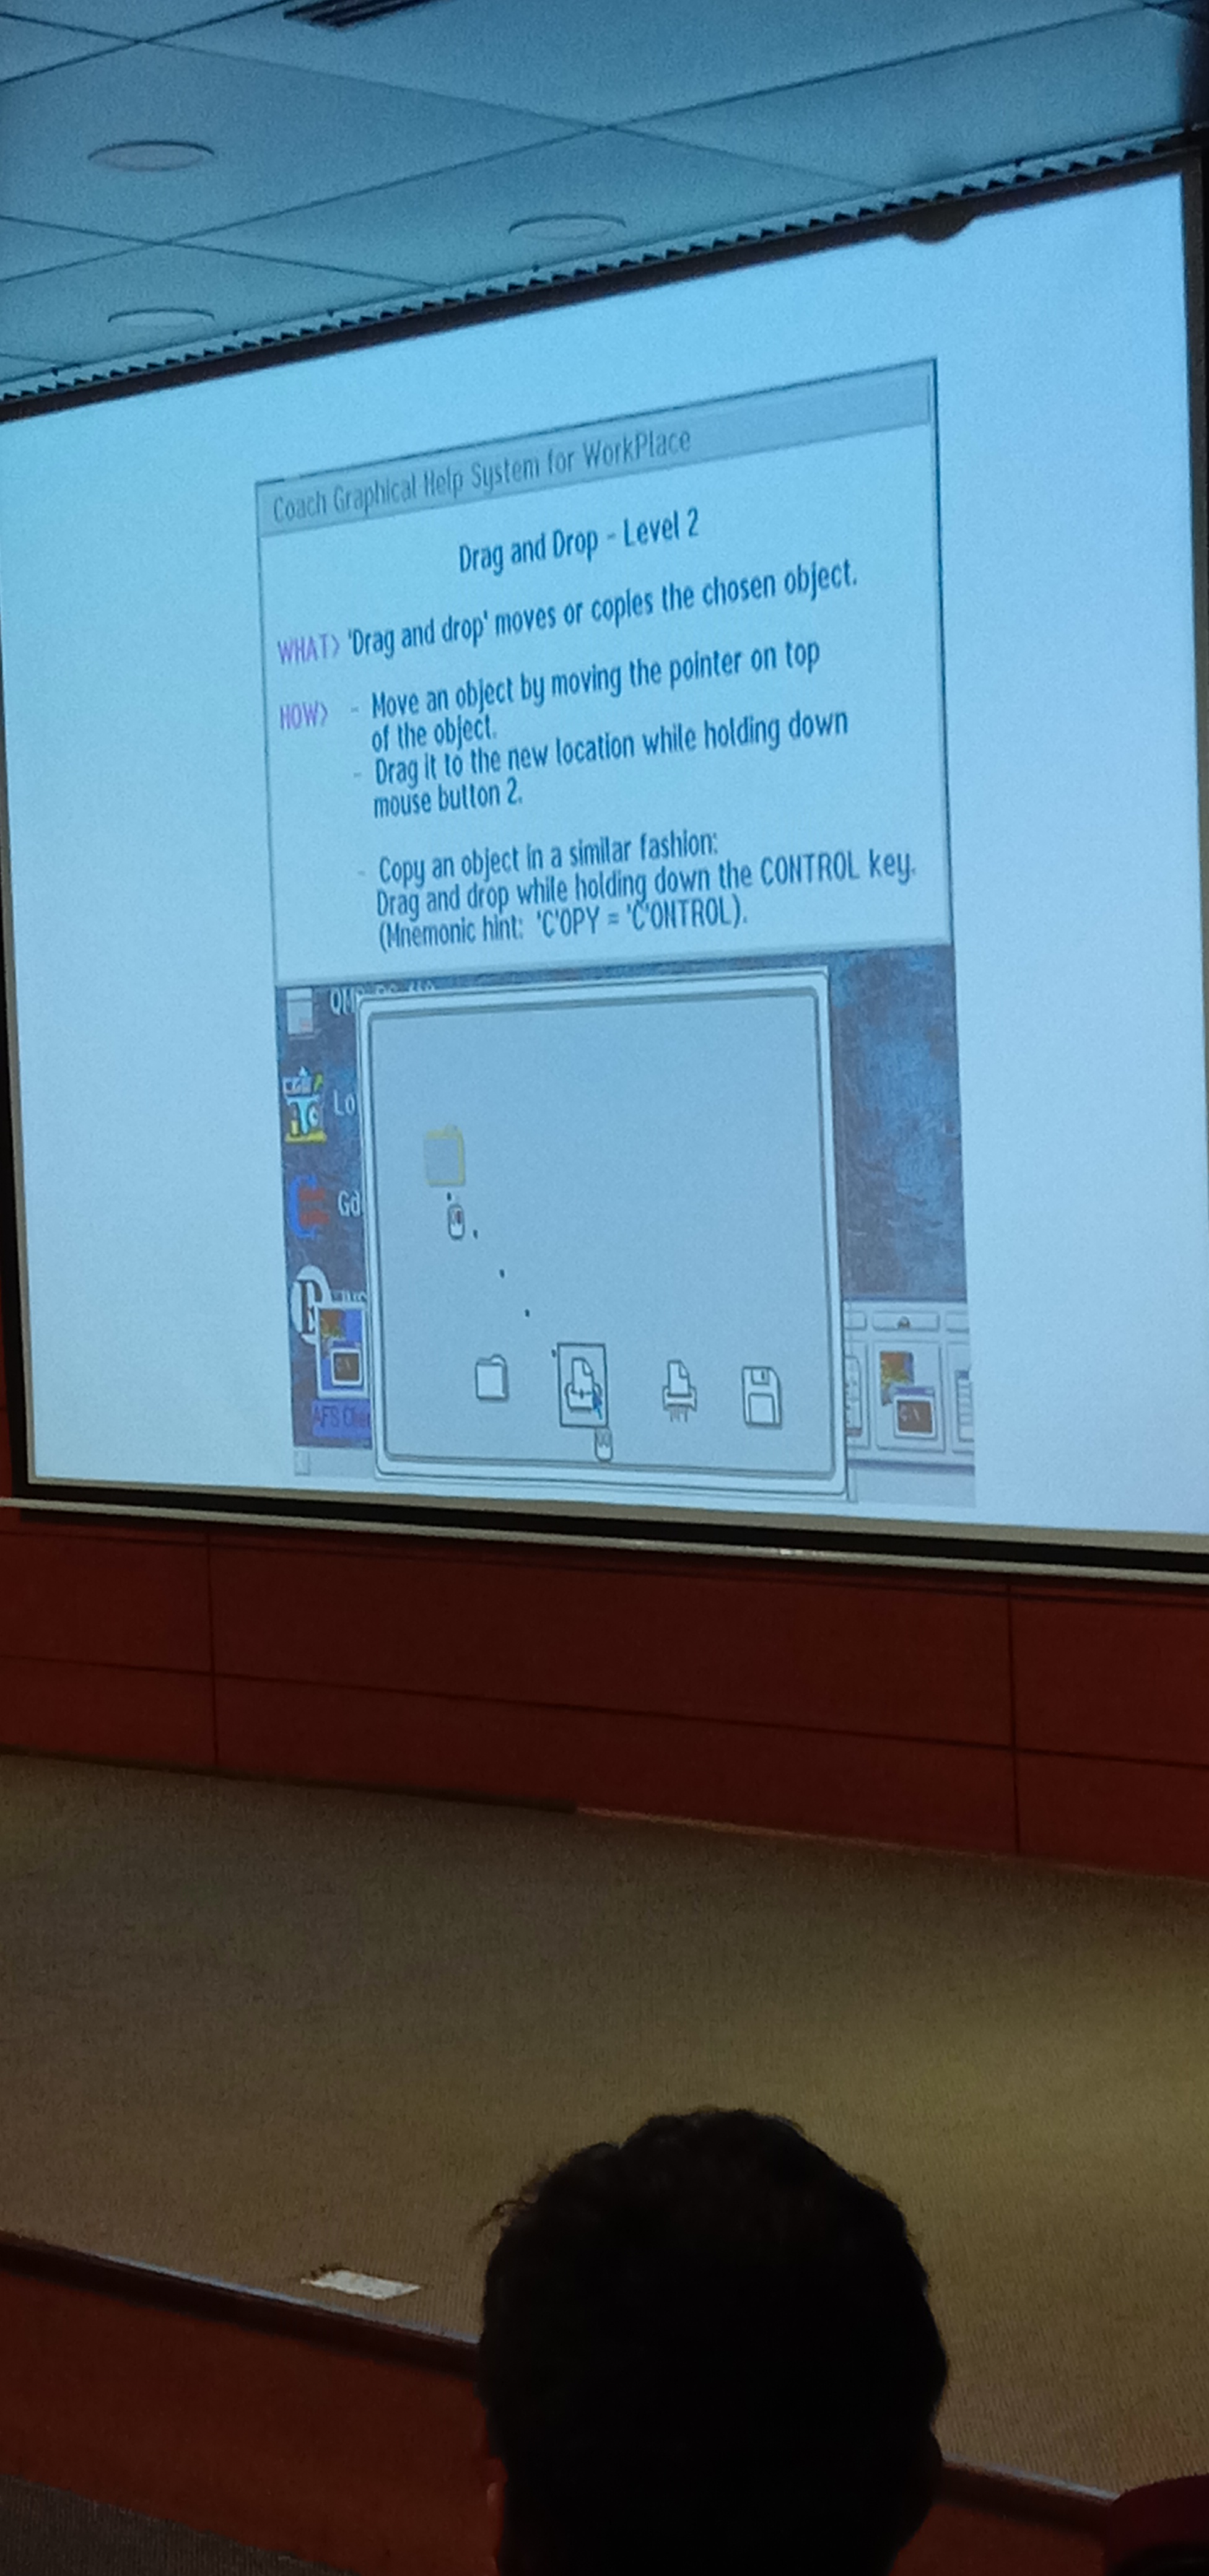 Coach Graphical Help System for WorkPlace
Drag and Drop - Level 2
WHAT> 'Drag and drop' moves or copies the chosen object.
HOW> - Move an object by moving the pointer on top
of the object.
- Drag it to the new location while holding down
mouse button 2.
- Copy an object in a similar fashion:
Drag and drop while holding down the CONTROL key.
(Mnemonic hint: 'C'OPY = 'C'ONTROL).
Lo
Gd
AFS